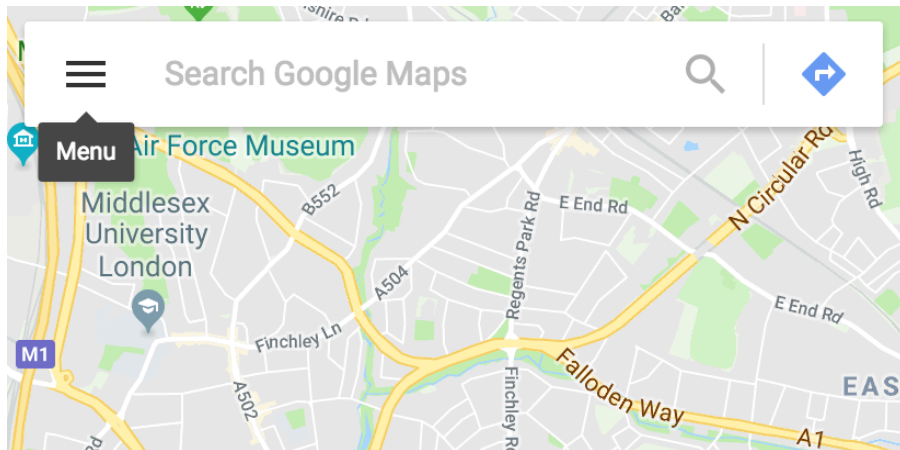 Search Google Maps
Menu
Air Force Museum
Middlesex
University
London
B552
A504
Regents Park Rd
E End Rd
N Circular Rd
High Rd
E End Rd
M1
Finchley Ln
A502
Finchley
Falloden Way
EAS
A1